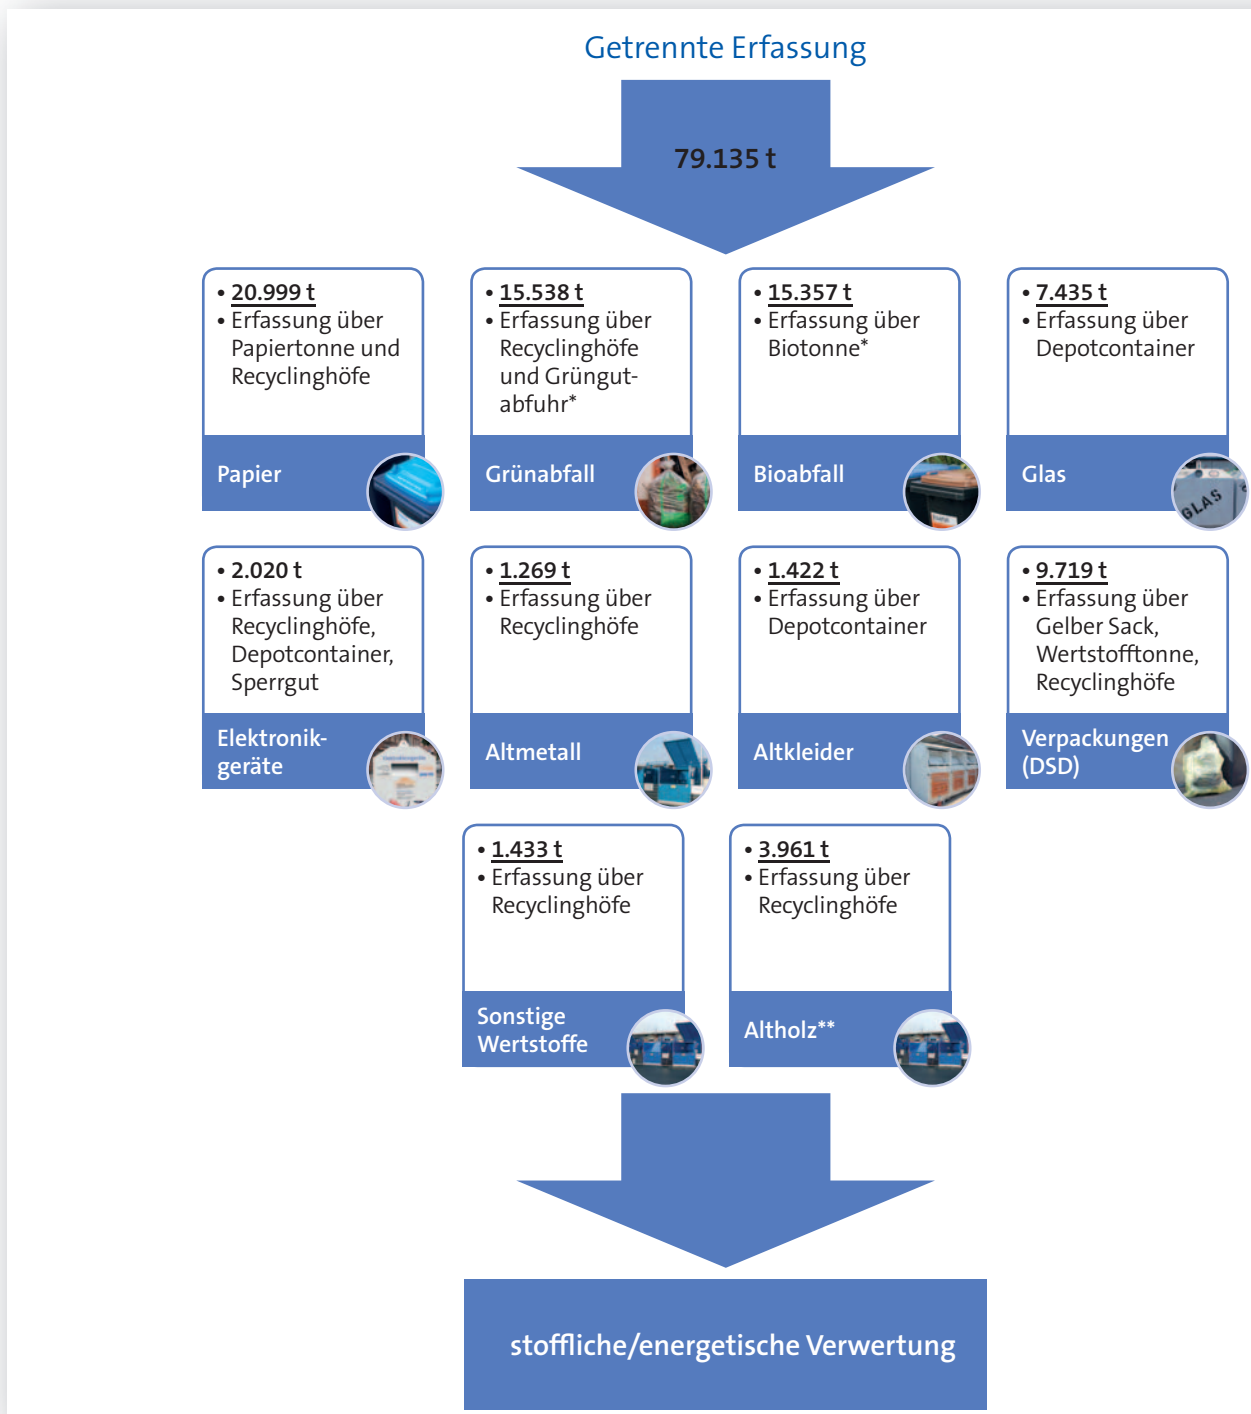 Getrennte Erfassung
79.135 t
• 20.999 t
• Erfassung über
Papiertonne und
Recyclinghöfe
Papier
• 15.538 t
• Erfassung über
Recyclinghöfe
und Grüngut-
abfuhr*
Grünabfall
• 15.357 t
• Erfassung über
Biotonne*
Bioabfall
• 7.435 t
• Erfassung über
Depotcontainer
Glas
GLAS
• 2.020 t
• Erfassung über
Recyclinghöfe,
Depotcontainer,
Sperrgut
Elektronik-
geräte
• 1.269 t
• Erfassung über
Recyclinghöfe
Altmetall
• 1.422 t
• Erfassung über
Depotcontainer
Altkleider
• 9.719 t
• Erfassung über
Gelber Sack,
Wertstofftonne,
Recyclinghöfe
Verpackungen
(DSD)
• 1.433 t
• Erfassung über
Recyclinghöfe
Sonstige
Wertstoffe
• 3.961 t
• Erfassung über
Recyclinghöfe
Altholz**
stoffliche/energetische Verwertung